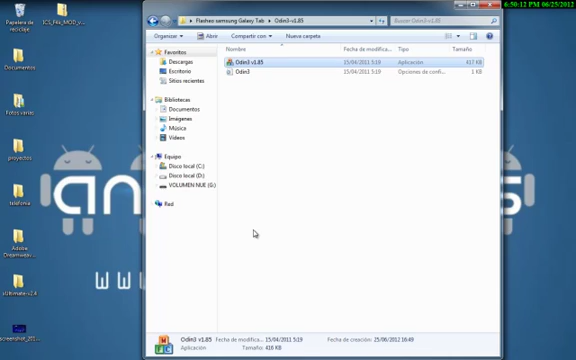 6:50:12 PM 06/25/2012
Papelera de reciclaje
ICS_Filis_MOD_v...
Documentos
Fotos varias
proyectos
telefonia
Adobe Dreamweav...
screenshot_201...
Flasheo samsung Galaxy Tab
Odin3-v1.85
Buscar Odin3-v1.85
Organizar
Abrir
Compartir con
Nueva carpeta
Nombre
Fecha de modifica...
Tipo
Tamaño
Odin3 v1.85
15/04/2011 5:19
Aplicación
417 KB
Odin3
15/04/2011 5:19
Opciones de confi...
1 KB
Favoritos
Descargas
Escritorio
Sitios recientes
Bibliotecas
Documentos
Imágenes
Música
Vídeos
Equipo
Disco local (C:)
Disco local (D:)
VOLUMEN NUE (G:)
Red
an
s
www
Odin3 v1.85
Fecha de modifica... 15/04/2011 5:19
Fecha de creación: 25/06/2012 16:49
Aplicación
Tamaño: 416 KB